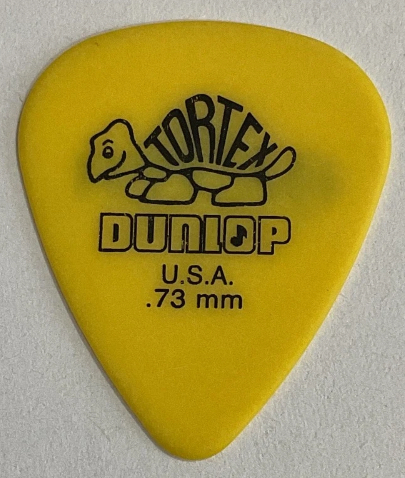 TORTEX
DUNLOP
U.S.A.
.73 mm